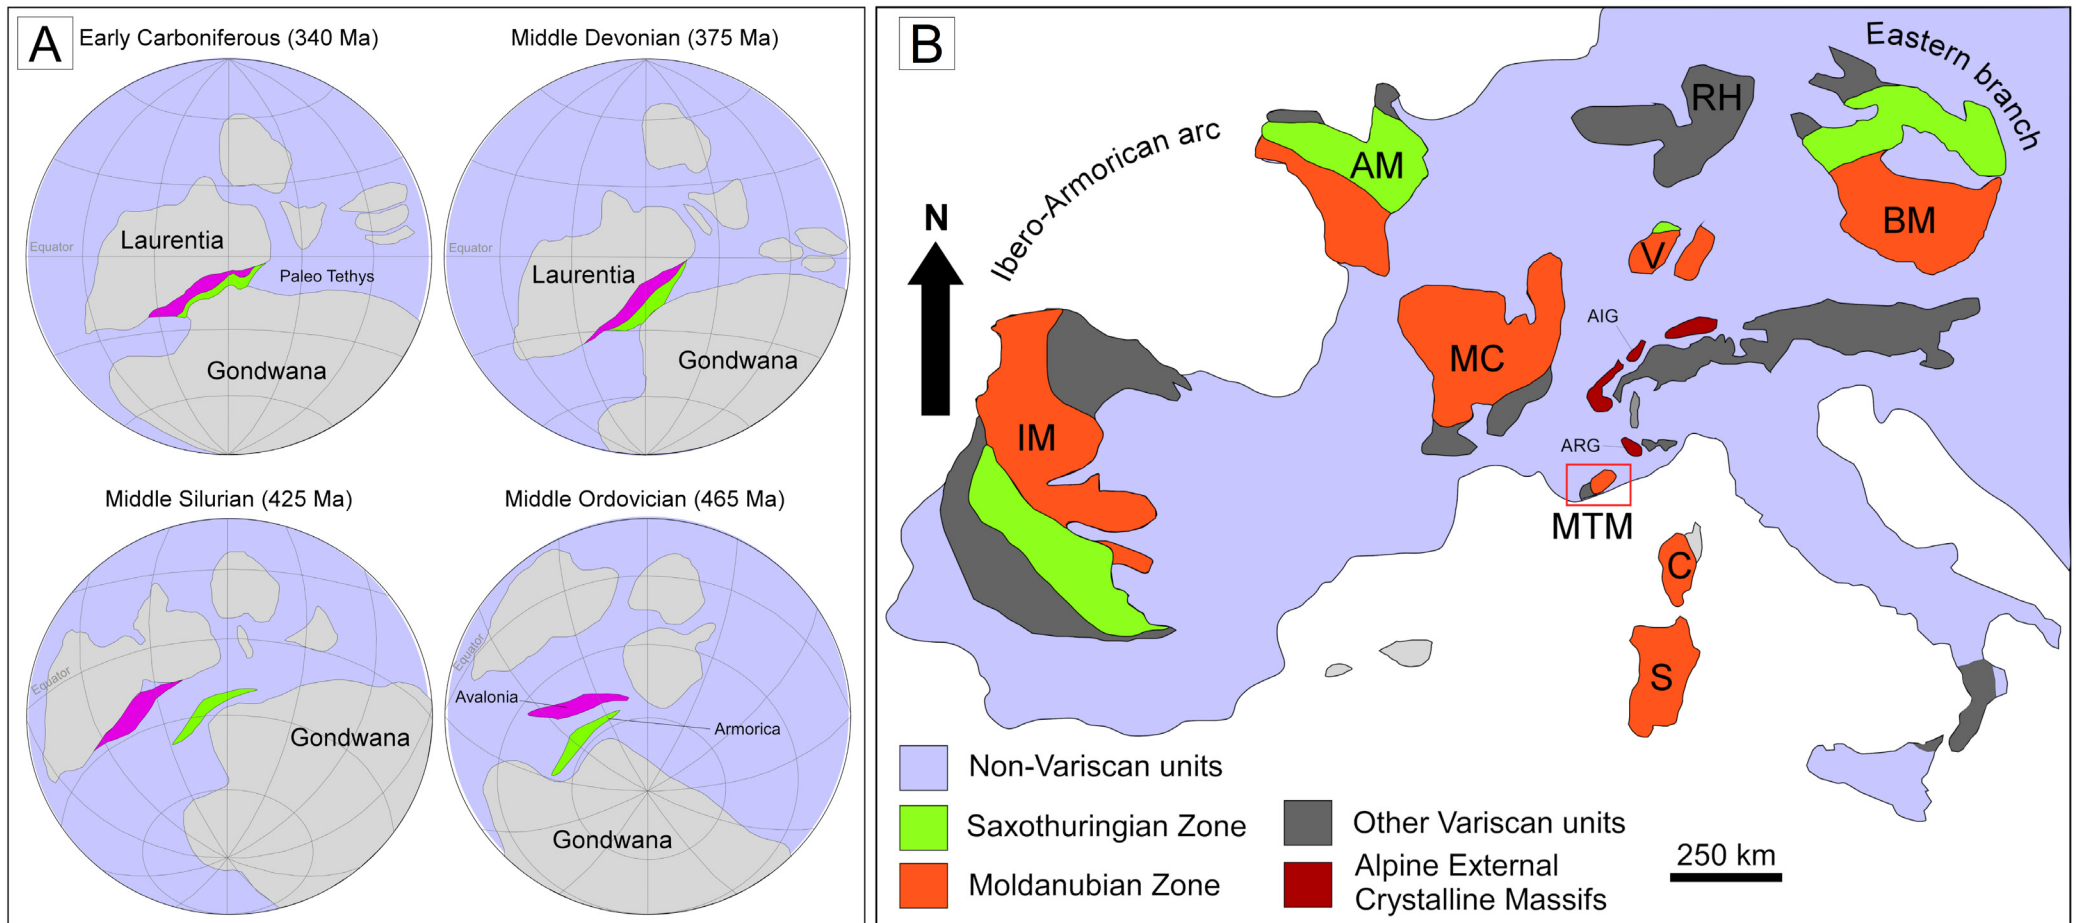 A
Early Carboniferous (340 Ma)
Middle Devonian (375 Ma)
Laurentia
Equator
Paleo Tethys
Gondwana
Equator
Laurentia
Gondwana
Middle Silurian (425 Ma)
Middle Ordovician (465 Ma)
Equator
Gondwana
Equator
Avalonia
Armorica
Gondwana
B
Eastern branch
Ibero-Armorican arc
N
RH
AM
BM
V
AIG
MC
IM
ARG
MTM
C
S
Non-Variscan units
Saxothuringian Zone
Moldanubian Zone
Other Variscan units
Alpine External
Crystalline Massifs
250 km